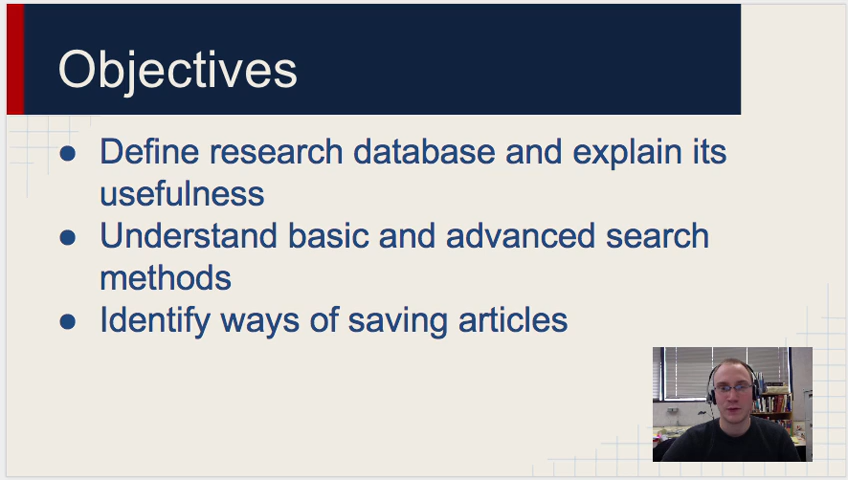 Objectives
● Define research database and explain its
usefulness
● Understand basic and advanced search
methods
● Identify ways of saving articles